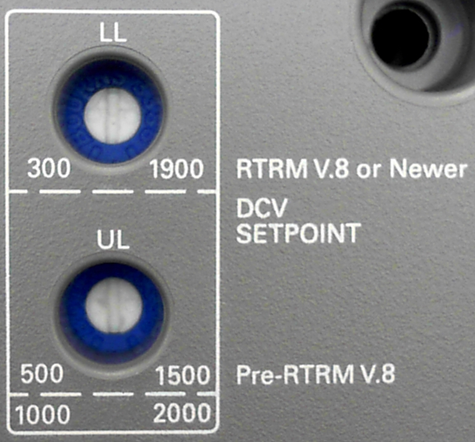 LL
300 1900 RTRM V.8 or Newer
DCV
SETPOINT
UL
500 1500 Pre-RTRM V.8
1000 2000